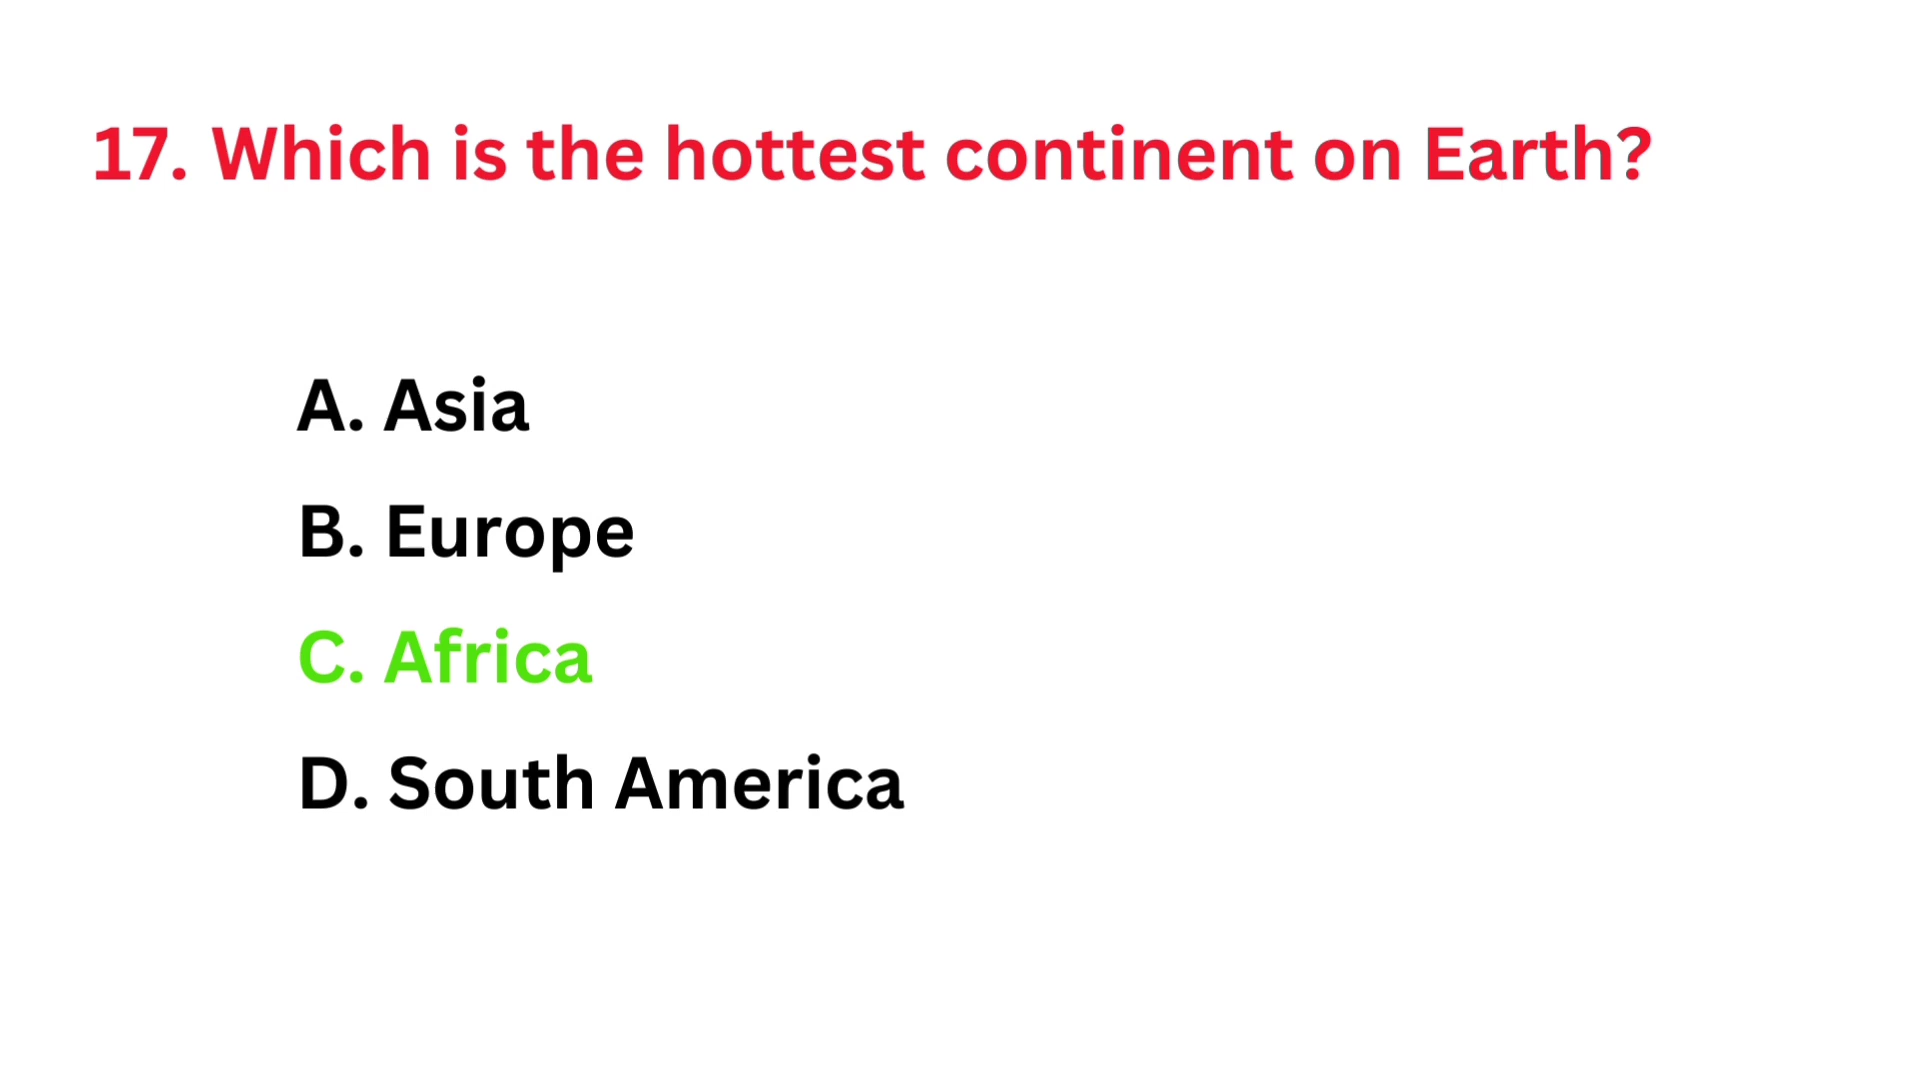 17. Which is the hottest continent on Earth?
A. Asia
B. Europe
C. Africa
D. South America